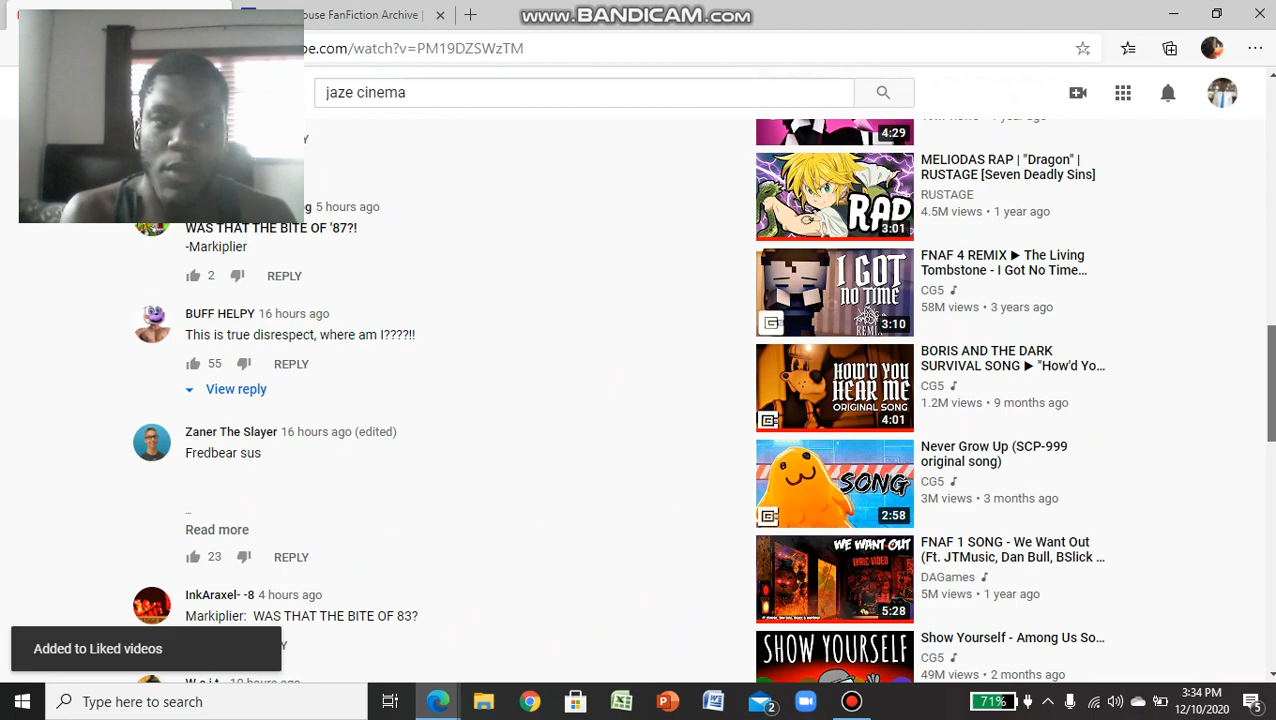 ouse FanFiction Archive
www.BANDICAM.com
be.com/watch?v=PM19DZSWzTM
jaze cinema
4:29
g 5 hours ago
WAS THAT THE BITE OF '87?!
-Markiplier
2 REPLY
BUFF HELPY 16 hours ago
This is true disrespect, where am I????!!
55 REPLY
View reply
Zaner The Slayer 16 hours ago (edited)
Fredbear sus
..
Read more
23 REPLY
InkAraxel- -8 4 hours ago
Markiplier: WAS THAT THE BITE OF 83?
Added to Liked videos
RAD
3:01
MELIODAS RAP | "Dragon" |
RUSTAGE [Seven Deadly Sins]
RUSTAGE
4.5M views • 1 year ago
I GOT
NO TIME
REMIX
3:10
FNAF 4 REMIX ▶ The Living
Tombstone - I Got No Time…
CG5
58M views • 3 years ago
HOW'D YOU
HEAR ME
ORIGINAL SONG
4:01
BORIS AND THE DARK
SURVIVAL SONG ▶ "How'd Yo…
CG5
1.2M views • 9 months ago
SONG
2:58
Never Grow Up (SCP-999
original song)
CG5
3M views • 3 months ago
WE WANT OUT
LYRIC VIDEO
5:28
FNAF 1 SONG - We Want Out
(Ft. JTMusic, Dan Bull, BSlick …
DAGames
5M views • 1 year ago
SHOW YOURSELF
Show Yourself - Among Us So…
CG5
49M views • 2 months ago
Type here to search
2
71%
3:34 PM
12/10/2020
5